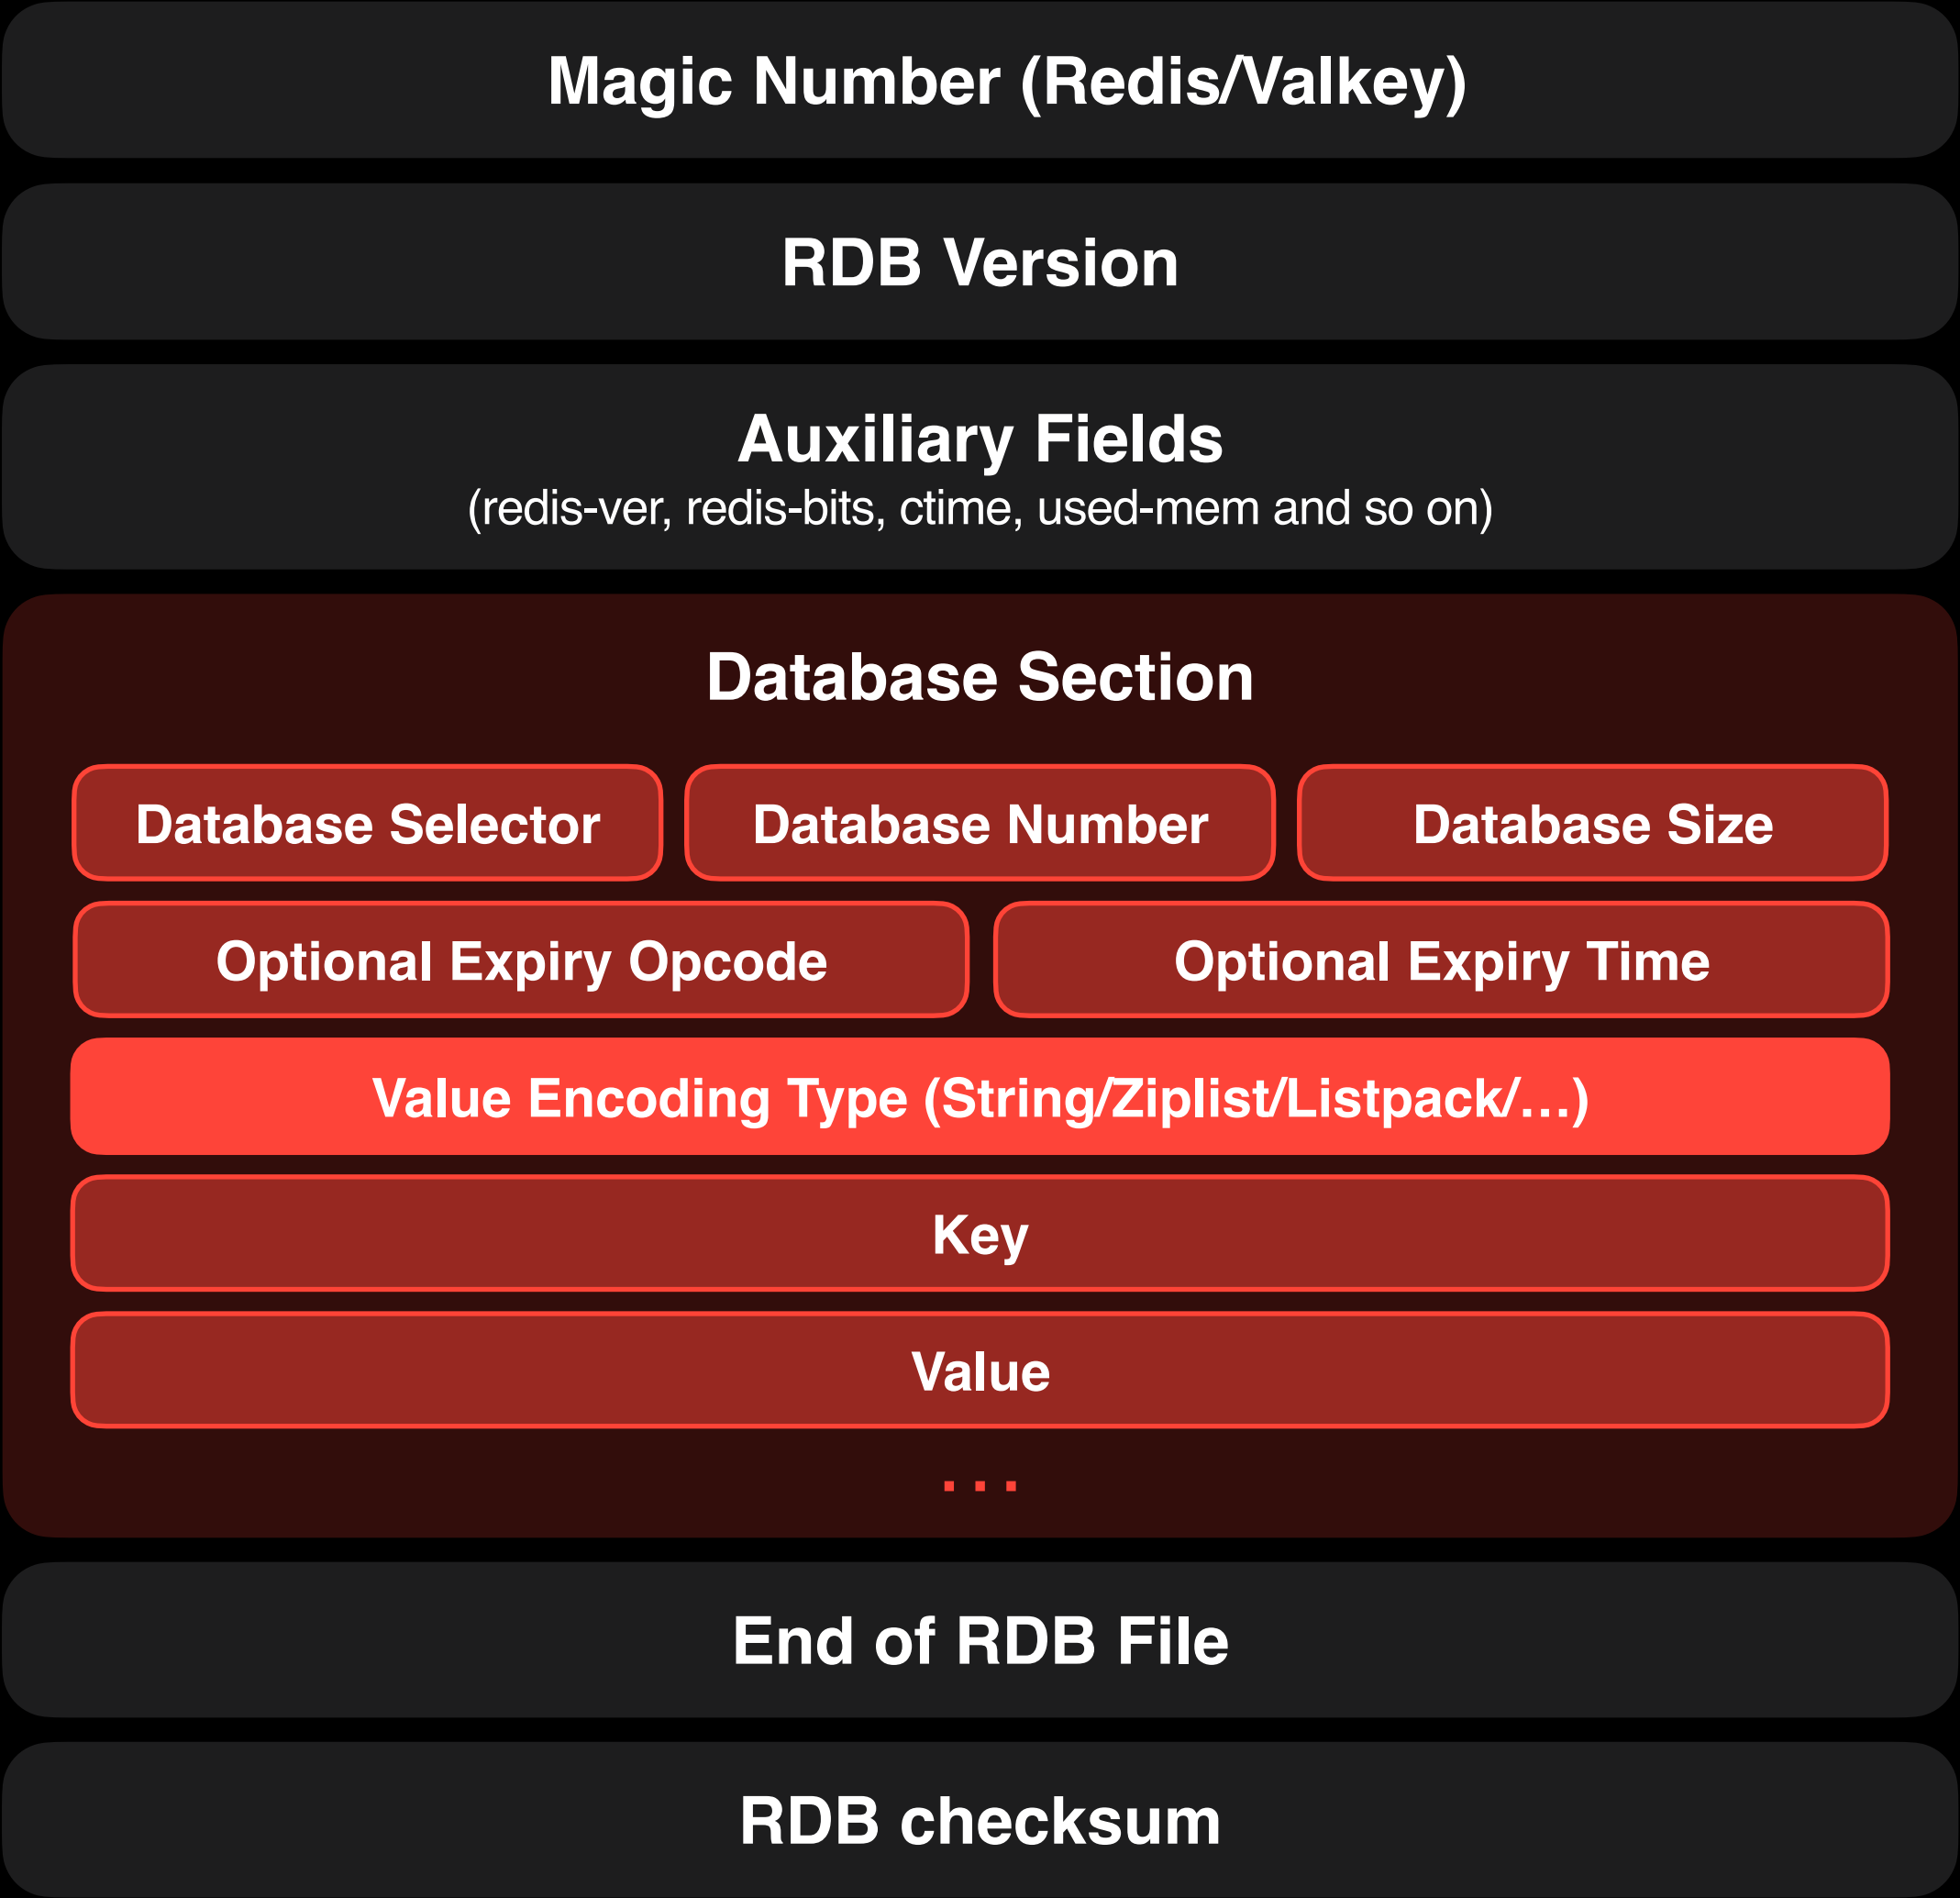 Magic Number (Redis/Valkey)
RDB Version
Auxiliary Fields
(redis-ver, redis-bits, ctime, used-mem and so on)
Database Section
Database Selector
Database Number
Database Size
Optional Expiry Opcode
Optional Expiry Time
Value Encoding Type (String/Ziplist/Listpack/...)
Key
Value
...
End of RDB File
RDB checksum